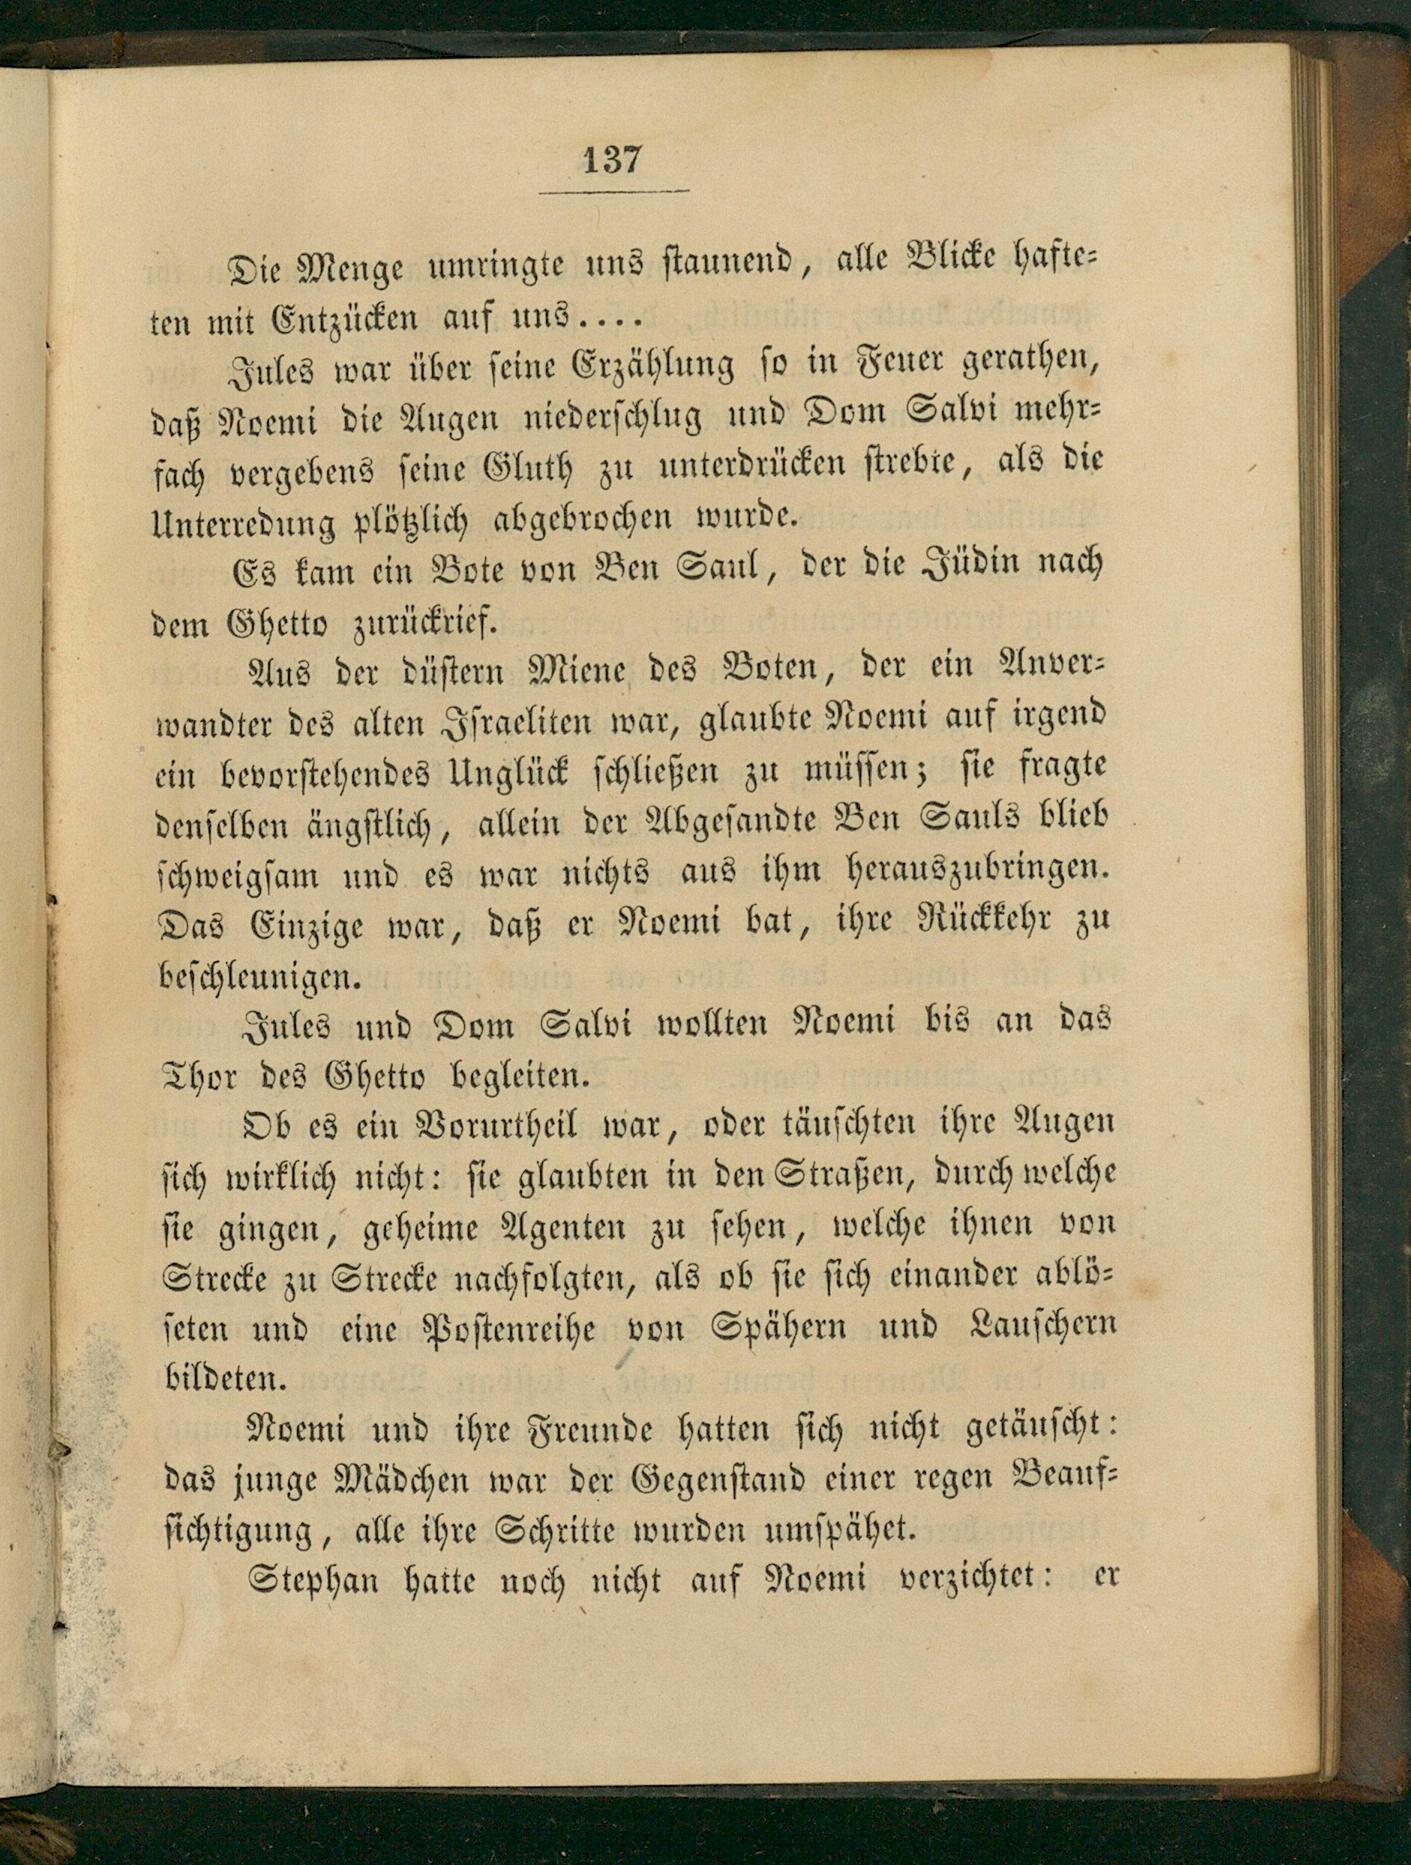 137
Die Menge umringte uns staunend, alle Blicke hafte-
ten mit Entzücken auf uns....
Jules war über seine Erzählung so in Feuer gerathen,
daß Noemi die Augen niederschlug und Dom Salvi mehr-
fach vergebens seine Gluth zu unterdrücken strebte, als die
Unterredung plötzlich abgebrochen wurde.
Es kam ein Bote von Ben Saul, der die Jüdin nach
dem Ghetto zurückrief.
Aus der düstern Miene des Boten, der ein Anver-
wandter des alten Israeliten war, glaubte Noemi auf irgend
ein bevorstehendes Unglück schließen zu müssen; sie fragte
denselben ängstlich, allein der Abgesandte Ben Sauls blieb
schweigsam und es war nichts aus ihm herauszubringen.
Das Einzige war, daß er Noemi bat, ihre Rückkehr zu
beschleunigen.
Jules und Dom Salvi wollten Noemi bis an das
Thor des Ghetto begleiten.
Ob es ein Vorurtheil war, oder täuschten ihre Augen
sich wirklich nicht: sie glaubten in den Straßen, durch welche
sie gingen, geheime Agenten zu sehen, welche ihnen von
Strecke zu Strecke nachfolgten, als ob sie sich einander ablö-
seten und eine Postenreihe von Spähern und Lauschern
bildeten.
Noemi und ihre Freunde hatten sich nicht getäuscht:
das junge Mädchen war der Gegenstand einer regen Beauf-
sichtigung, alle ihre Schritte wurden umspähet.
Stephan hatte noch nicht auf Noemi verzichtet: er